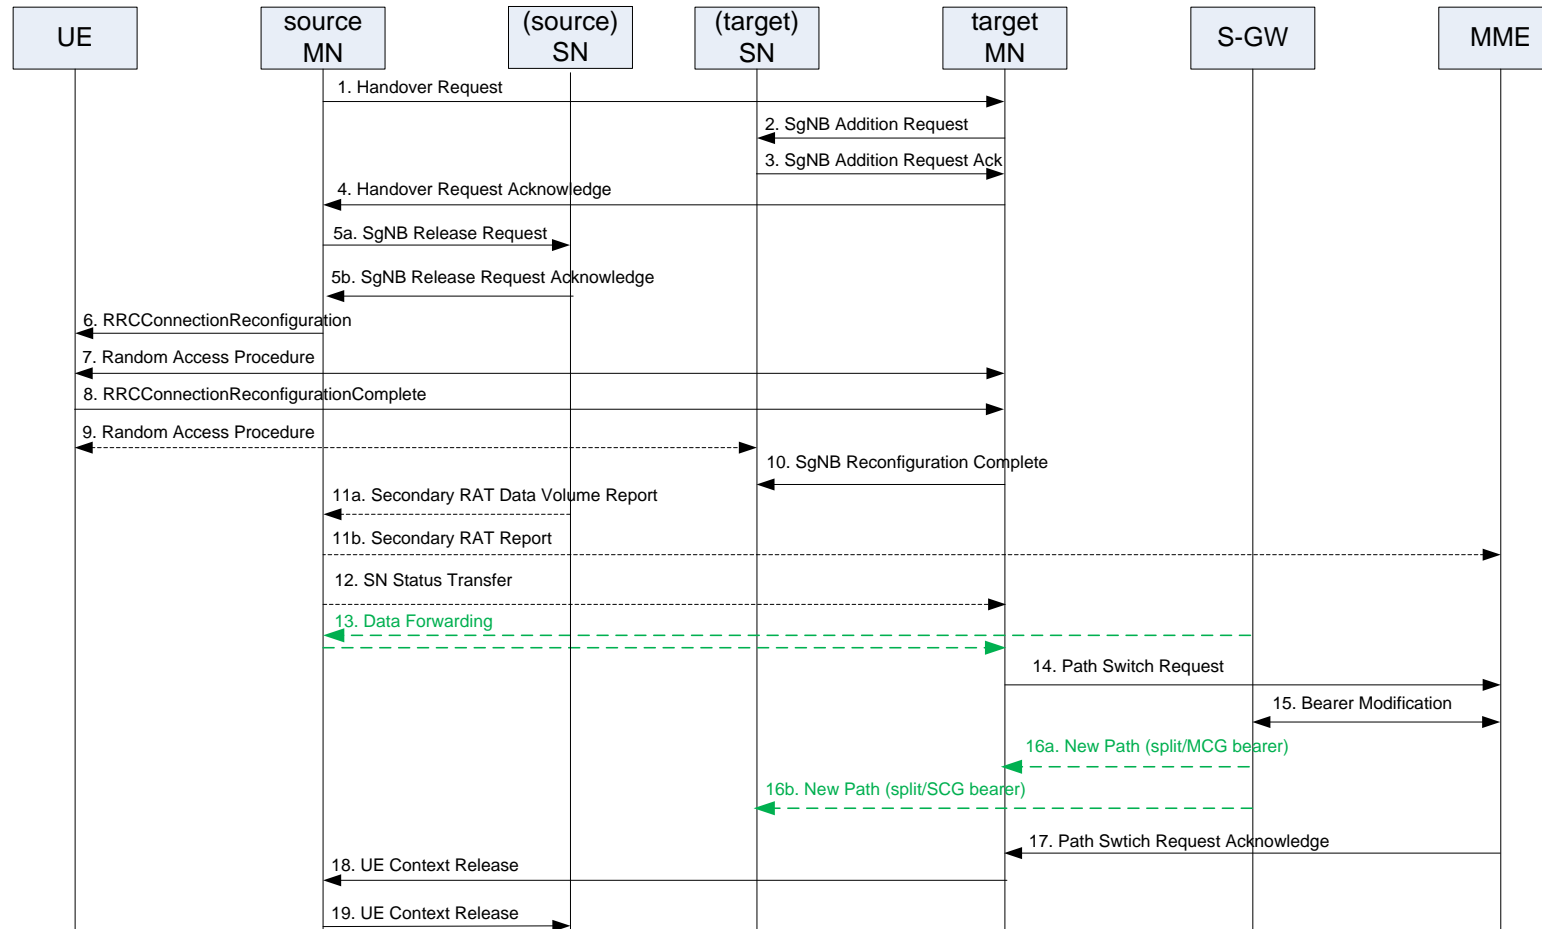 UE
source
MN
(source)
SN
(target)
SN
target
MN
S-GW
MME
1. Handover Request
2. SgNB Addition Request
3. SgNB Addition Request Ack
4. Handover Request Acknowledge
5a. SgNB Release Request
5b. SgNB Release Request Acknowledge
6. RRCConnectionReconfiguration
7. Random Access Procedure
8. RRCConnectionReconfigurationComplete
9. Random Access Procedure
10. SgNB Reconfiguration Complete
11a. Secondary RAT Data Volume Report
11b. Secondary RAT Report
12. SN Status Transfer
13. Data Forwarding
14. Path Switch Request
15. Bearer Modification
16a. New Path (split/MCG bearer)
16b. New Path (split/SCG bearer)
17. Path Swtich Request Acknowledge
18. UE Context Release
19. UE Context Release